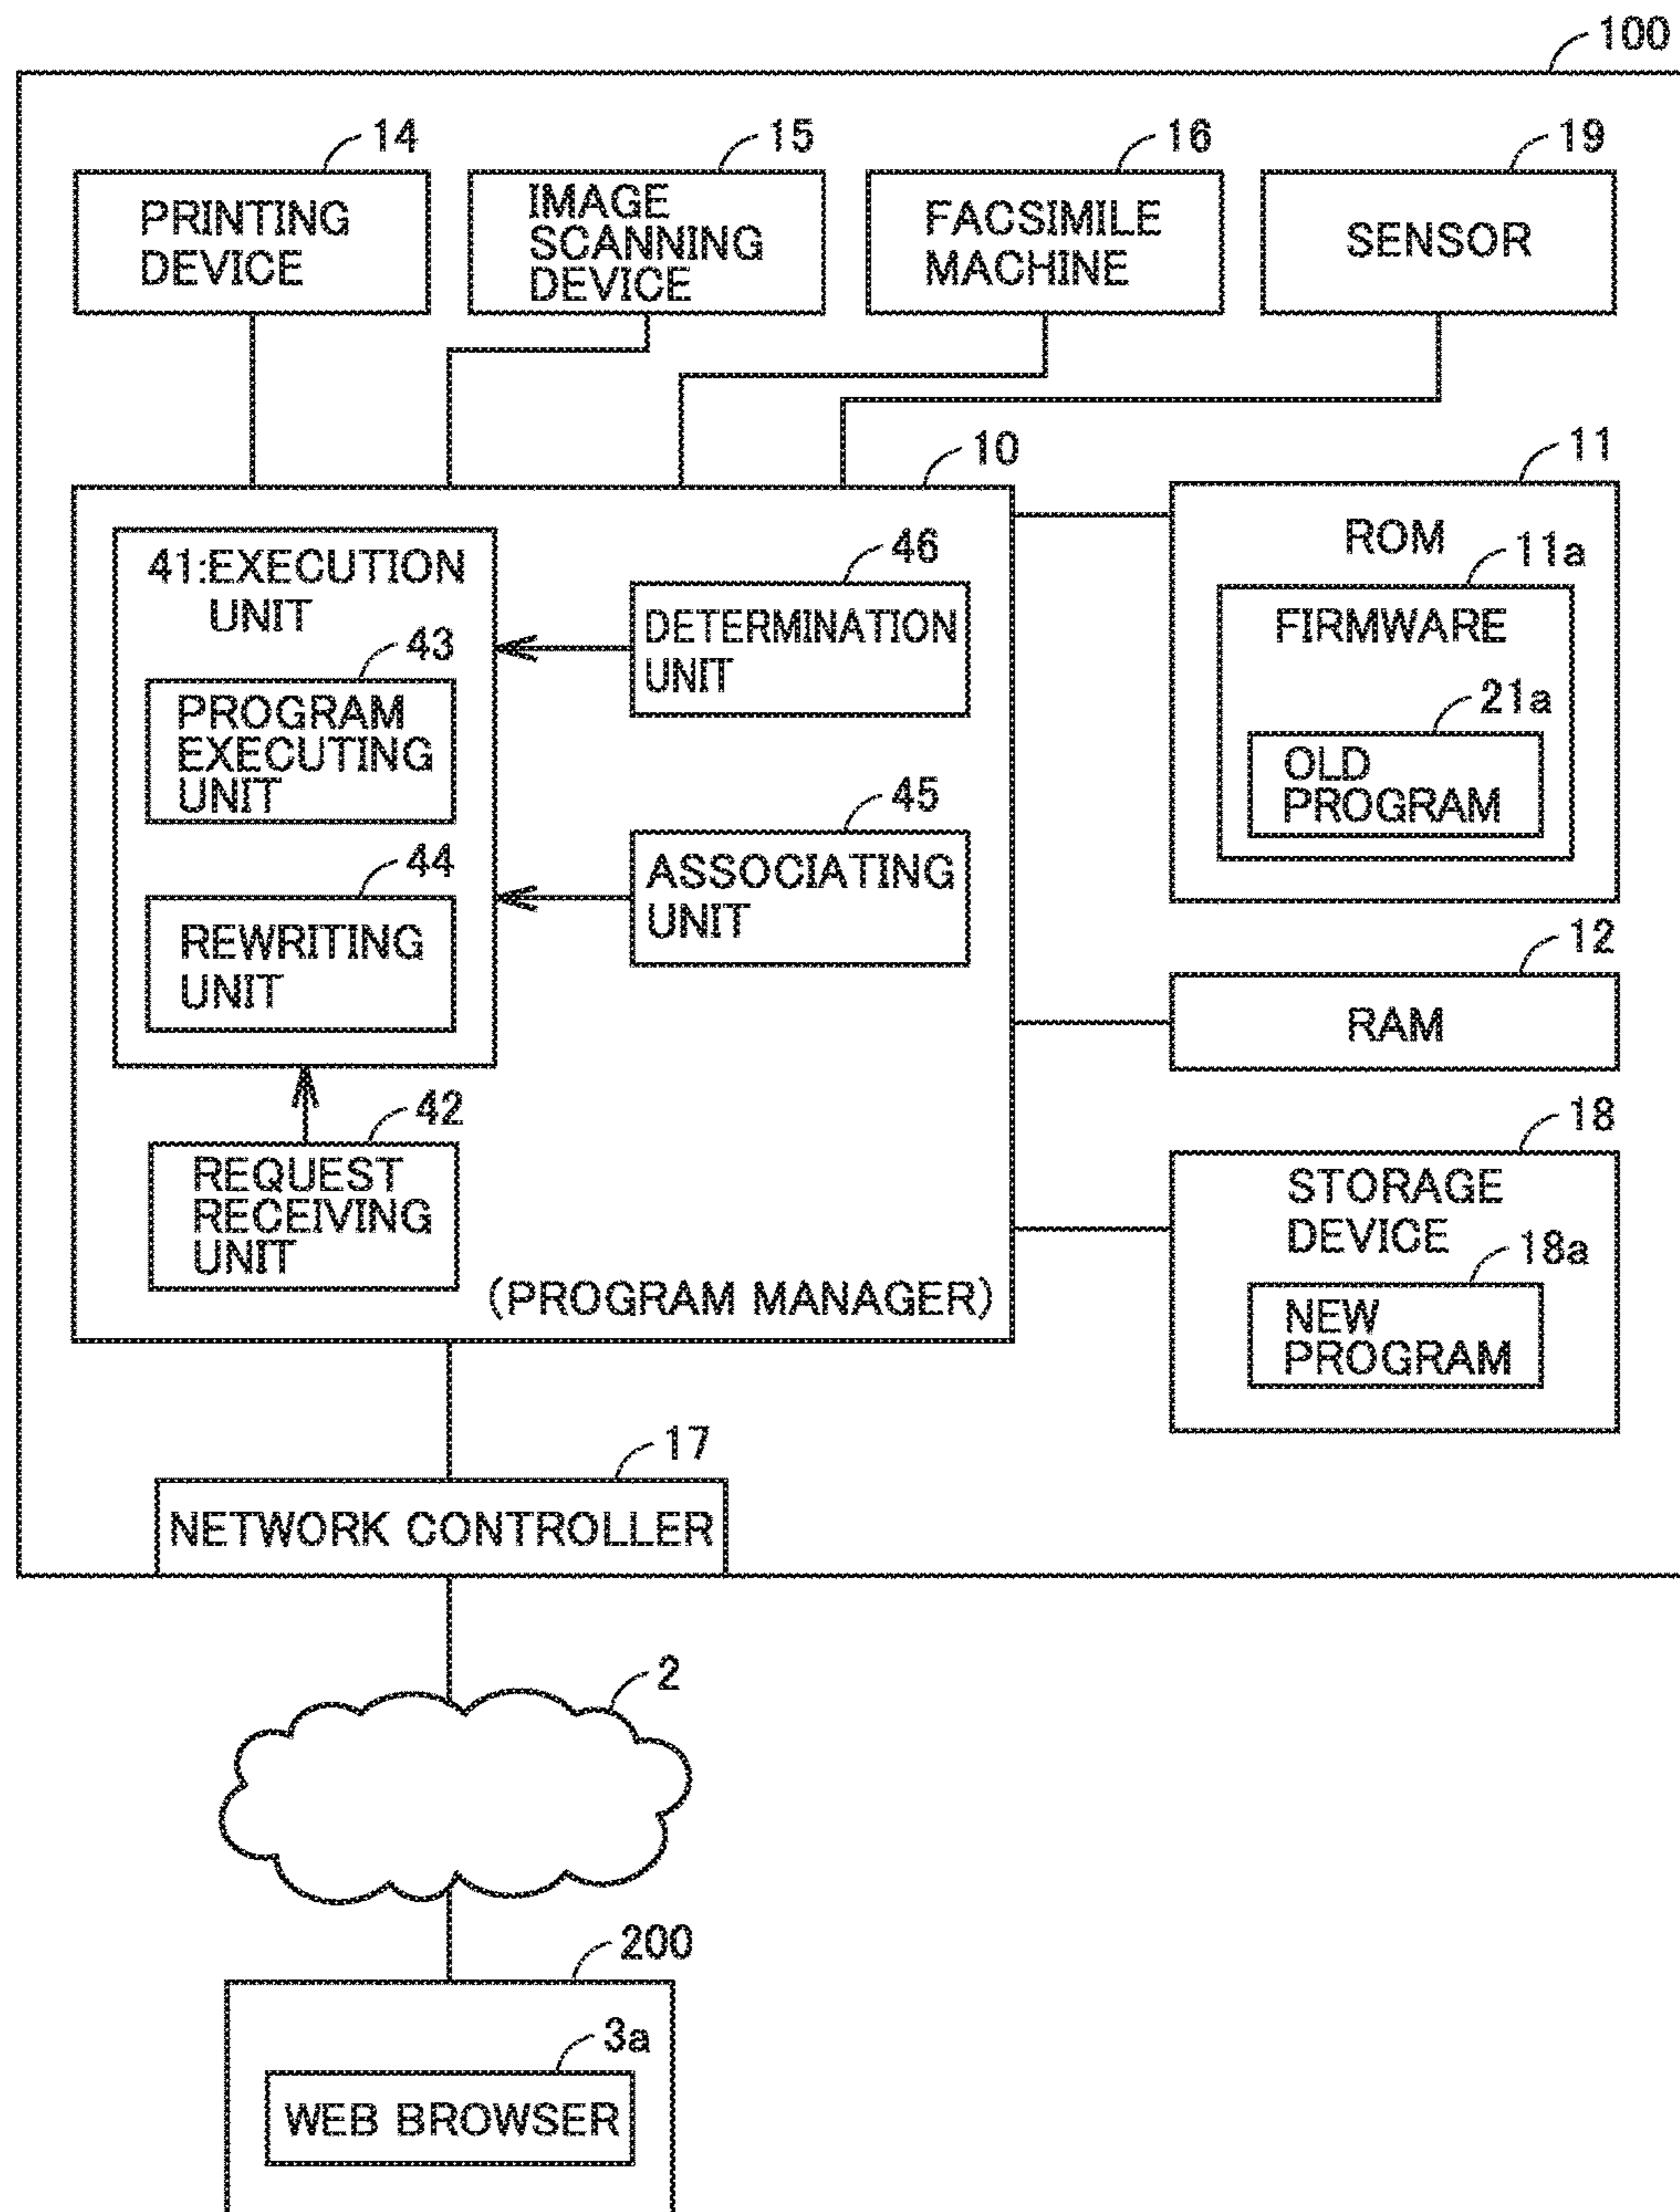 100
14
15
16
19
PRINTING
DEVICE
IMAGE
SCANNING
DEVICE
FACSIMILE
MACHINE
SENSOR
10
11
41:EXECUTION
UNIT
46
DETERMINATION
UNIT
43
PROGRAM
EXECUTING
UNIT
45
ASSOCIATING
UNIT
44
REWRITING
UNIT
42
REQUEST
RECEIVING
UNIT
(PROGRAM MANAGER)
ROM
11a
FIRMWARE
21a
OLD
PROGRAM
12
RAM
18
STORAGE
DEVICE
18a
NEW
PROGRAM
17
NETWORK CONTROLLER
2
200
3a
WEB BROWSER